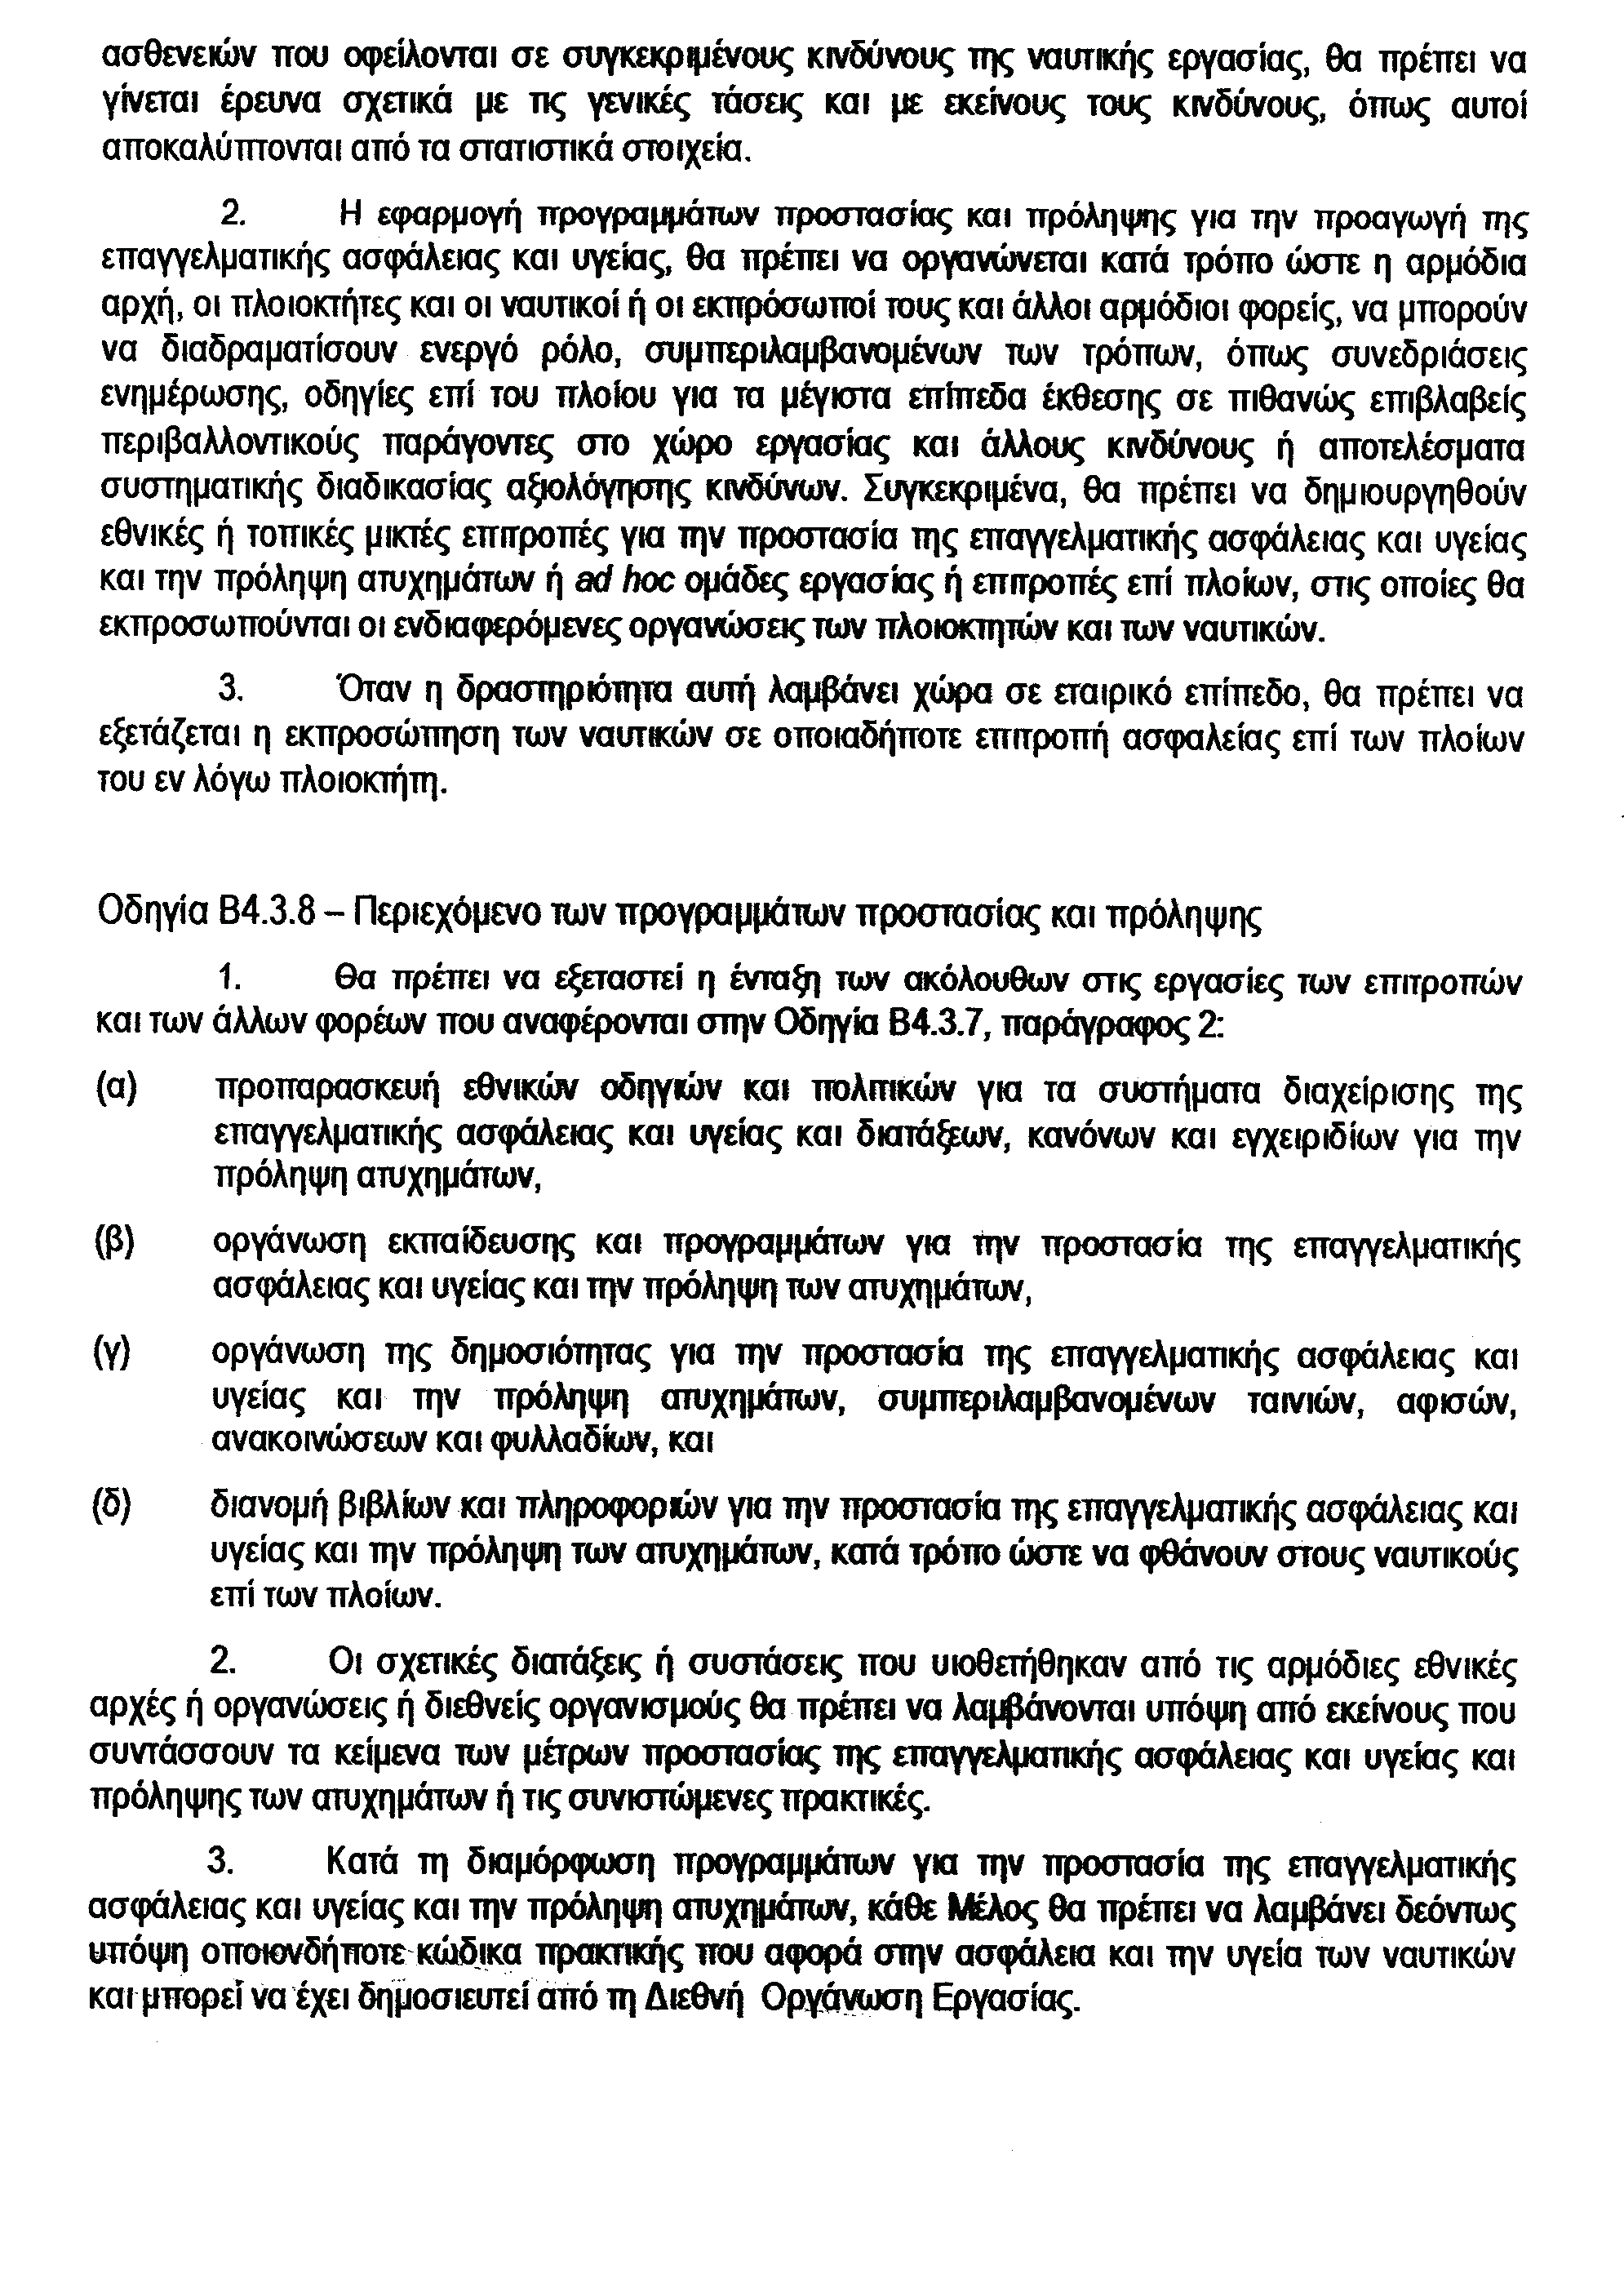 ασθενειών που οφείλονται σε συγκεκριμένους κινδύνους της ναυτικής εργασίας, θα πρέπει να
γίνεται έρευνα σχετικά με τις γενικές τάσεις και με εκείνους τους κινδύνους, όπως αυτοί
αποκαλύπτονται από τα στατιστικά στοιχεία.
2. Η εφαρμογή προγραμμάτων προστασίας και πρόληψης για την προαγωγή της
επαγγελματικής ασφάλειας και υγείας, θα πρέπει να οργανώνεται κατά τρόπο ώστε η αρμόδια
αρχή, οι πλοιοκτήτες και οι ναυτικοί ή οι εκπρόσωποί τους και άλλοι αρμόδιοι φορείς, να μπορούν
να διαδραματίσουν ενεργό ρόλο, συμπεριλαμβανομένων των τρόπων, όπως συνεδριάσεις
ενημέρωσης, οδηγίες επί του πλοίου για τα μέγιστα επίπεδα έκθεσης σε πιθανώς επιβλαβείς
περιβαλλοντικούς παράγοντες στο χώρο εργασίας και άλλους κινδύνους ή αποτελέσματα
συστηματικής διαδικασίας αξιολόγησης κινδύνων. Συγκεκριμένα, θα πρέπει να δημιουργηθούν
εθνικές ή τοπικές μικτές επιτροπές για την προστασία της επαγγελματικής ασφάλειας και υγείας
και την πρόληψη ατυχημάτων ή ad hoc ομάδες εργασίας ή επιτροπές επί πλοίων, στις οποίες θα
εκπροσωπούνται οι ενδιαφερόμενες οργανώσεις των πλοιοκτητών και των ναυτικών.
3. Όταν η δραστηριότητα αυτή λαμβάνει χώρα σε εταιρικό επίπεδο, θα πρέπει να
εξετάζεται η εκπροσώπηση των ναυτικών σε οποιαδήποτε επιτροπή ασφαλείας επί των πλοίων
του εν λόγω πλοιοκτήτη.
Οδηγία Β4.3.8 – Περιεχόμενο των προγραμμάτων προστασίας και πρόληψης
1. Θα πρέπει να εξεταστεί η ένταξη των ακόλουθων στις εργασίες των επιτροπών
και των άλλων φορέων που αναφέρονται στην Οδηγία Β4.3.7, παράγραφος 2:
(α) προπαρασκευή εθνικών οδηγιών και πολιτικών για τα συστήματα διαχείρισης της
επαγγελματικής ασφάλειας και υγείας και διατάξεων, κανόνων και εγχειριδίων για την
πρόληψη ατυχημάτων,
(β) οργάνωση εκπαίδευσης και προγραμμάτων για την προστασία της επαγγελματικής
ασφάλειας και υγείας και την πρόληψη των ατυχημάτων,
(γ) οργάνωση της δημοσιότητας για την προστασία της επαγγελματικής ασφάλειας και
υγείας και την πρόληψη ατυχημάτων, συμπεριλαμβανομένων ταινιών, αφισών,
ανακοινώσεων και φυλλαδίων, και
(δ) διανομή βιβλίων και πληροφοριών για την προστασία της επαγγελματικής ασφάλειας και
υγείας και την πρόληψη των ατυχημάτων, κατά τρόπο ώστε να φθάνουν στους ναυτικούς
επί των πλοίων.
2. Οι σχετικές διατάξεις ή συστάσεις που υιοθετήθηκαν από τις αρμόδιες εθνικές
αρχές ή οργανώσεις ή διεθνείς οργανισμούς θα πρέπει να λαμβάνονται υπόψη από εκείνους που
συντάσσουν τα κείμενα των μέτρων προστασίας της επαγγελματικής ασφάλειας και υγείας και
πρόληψης των ατυχημάτων ή τις συνιστώμενες πρακτικές.
3. Κατά τη διαμόρφωση προγραμμάτων για την προστασία της επαγγελματικής
ασφάλειας και υγείας και την πρόληψη ατυχημάτων, κάθε Μέλος θα πρέπει να λαμβάνει δεόντως
υπόψη οποιονδήποτε κώδικα πρακτικής που αφορά στην ασφάλεια και την υγεία των ναυτικών
και μπορεί να έχει δημοσιευτεί από τη Διεθνή Οργάνωση Εργασίας.